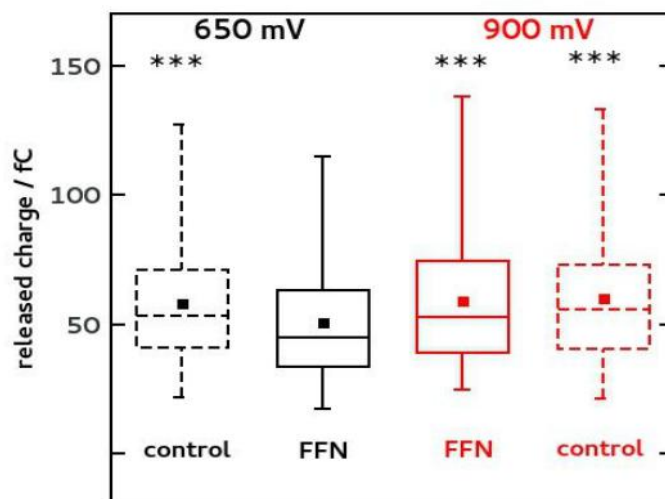 650 mV 900 mV
*** *** ***
150
100
50
released charge / fC
control FFN FFN control